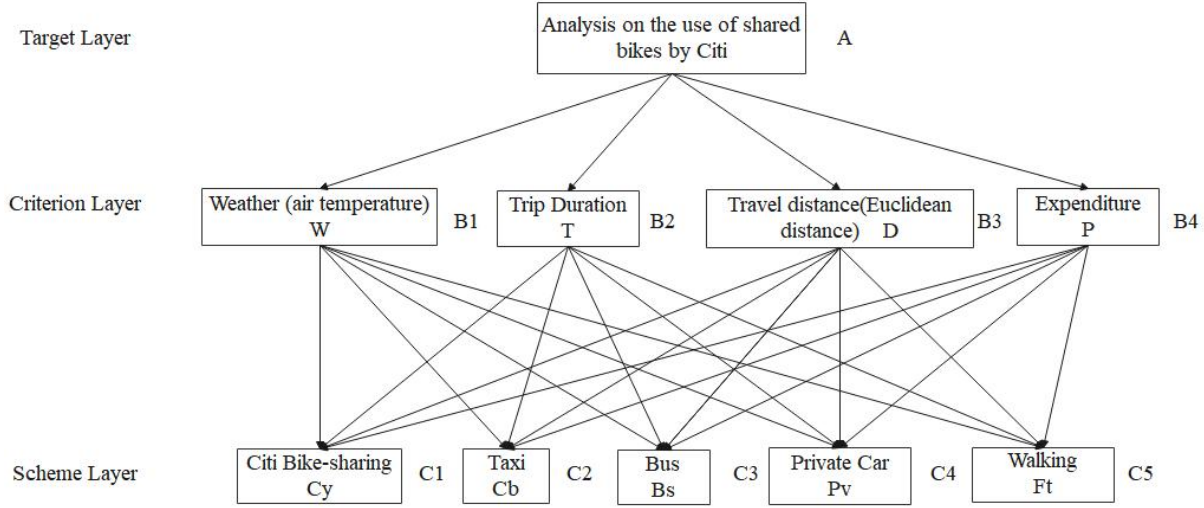 Target Layer
Analysis on the use of shared
bikes by Citi
A
Criterion Layer
Weather (air temperature)
W
B1
Trip Duration
T
B2
Travel distance(Euclidean
distance) D
B3
Expenditure
P
B4
Scheme Layer
Citi Bike-sharing
Cy
C1
Taxi
Cb
C2
Bus
Bs
C3
Private Car
Pv
C4
Walking
Ft
C5